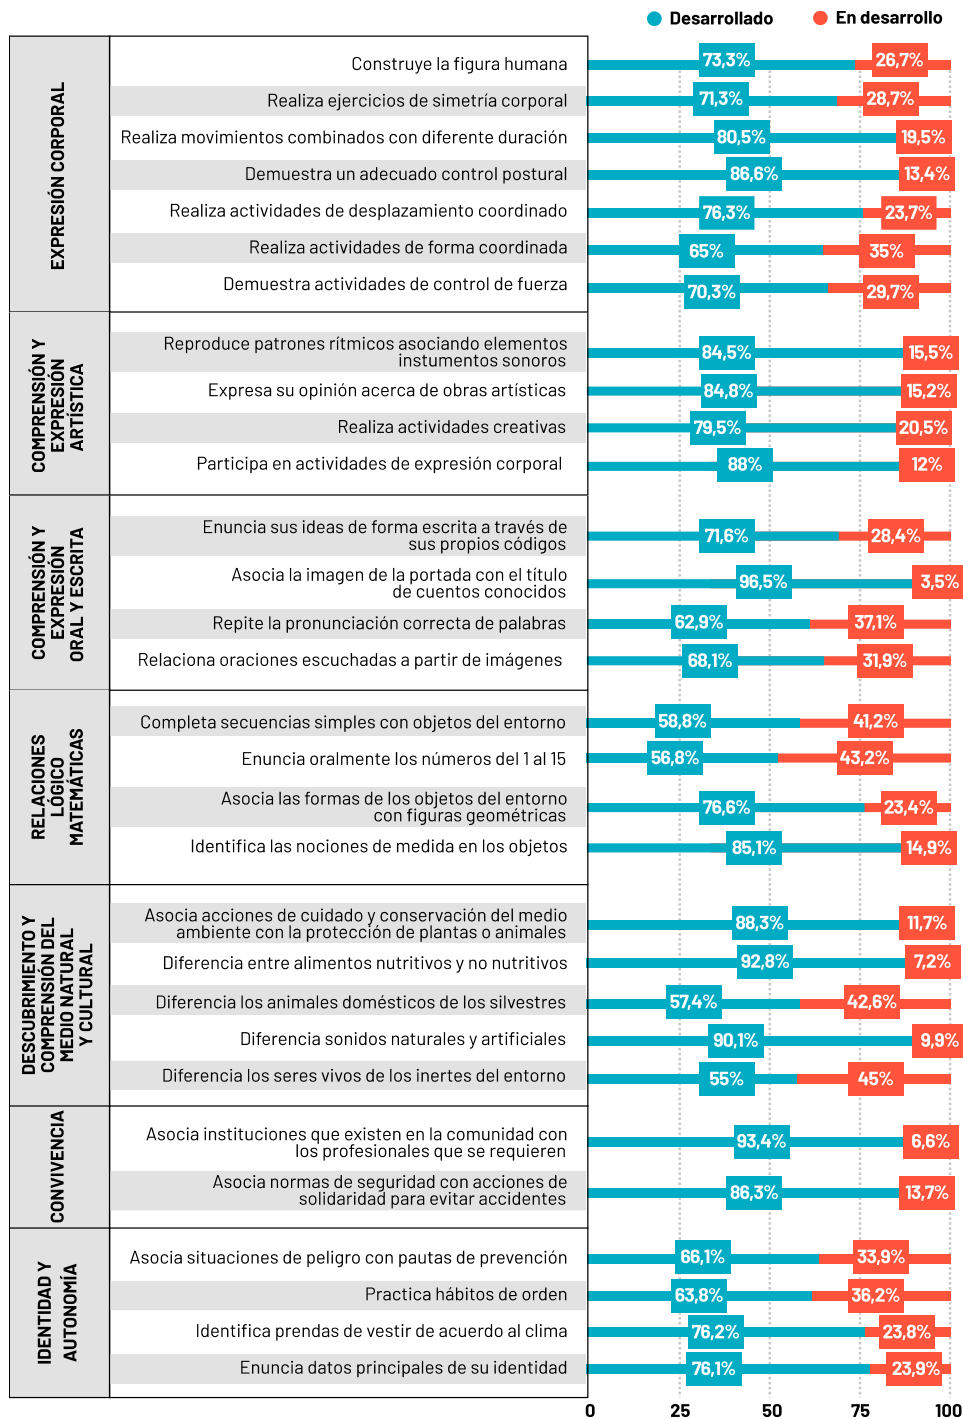 Desarrollado
En desarrollo
EXPRESIÓN CORPORAL
Construye la figura humana
73,3%
26,7%
Realiza ejercicios de simetría corporal
71,3%
28,7%
Realiza movimientos combinados con diferente duración
80,5%
19,5%
Demuestra un adecuado control postural
86,6%
13,4%
Realiza actividades de desplazamiento coordinado
76,3%
23,7%
Realiza actividades de forma coordinada
65%
35%
Demuestra actividades de control de fuerza
70,3%
29,7%
COMPRENSIÓN Y
EXPRESIÓN
ARTÍSTICA
Reproduce patrones rítmicos asociando elementos
instumentos sonoros
84,5%
15,5%
Expresa su opinión acerca de obras artísticas
84,8%
15,2%
Realiza actividades creativas
79,5%
20,5%
Participa en actividades de expresión corporal
88%
12%
COMPRENSIÓN Y
EXPRESIÓN
ORAL Y ESCRITA
Enuncia sus ideas de forma escrita a través de
sus propios códigos
71,6%
28,4%
Asocia la imagen de la portada con el título
de cuentos conocidos
96,5%
3,5%
Repite la pronunciación correcta de palabras
62,9%
37,1%
Relaciona oraciones escuchadas a partir de imágenes
68,1%
31,9%
RELACIONES
LÓGICO
MATEMÁTICAS
Completa secuencias simples con objetos del entorno
58,8%
41,2%
Enuncia oralmente los números del 1 al 15
56,8%
43,2%
Asocia las formas de los objetos del entorno
con figuras geométricas
76,6%
23,4%
Identifica las nociones de medida en los objetos
85,1%
14,9%
DESCUBRIMIENTO Y
COMPRENSIÓN DEL
MEDIO NATURAL
Y CULTURAL
Asocia acciones de cuidado y conservación del medio
ambiente con la protección de plantas o animales
88,3%
11,7%
Diferencia entre alimentos nutritivos y no nutritivos
92,8%
7,2%
Diferencia los animales domésticos de los silvestres
57,4%
42,6%
Diferencia sonidos naturales y artificiales
90,1%
9,9%
Diferencia los seres vivos de los inertes del entorno
55%
45%
CONVIVENCIA
Asocia instituciones que existen en la comunidad con
los profesionales que se requieren
93,4%
6,6%
Asocia normas de seguridad con acciones de
solidaridad para evitar accidentes
86,3%
13,7%
IDENTIDAD Y
AUTONOMÍA
Asocia situaciones de peligro con pautas de prevención
66,1%
33,9%
Practica hábitos de orden
63,8%
36,2%
Identifica prendas de vestir de acuerdo al clima
76,2%
23,8%
Enuncia datos principales de su identidad
76,1%
23,9%
0 25 50 75 100